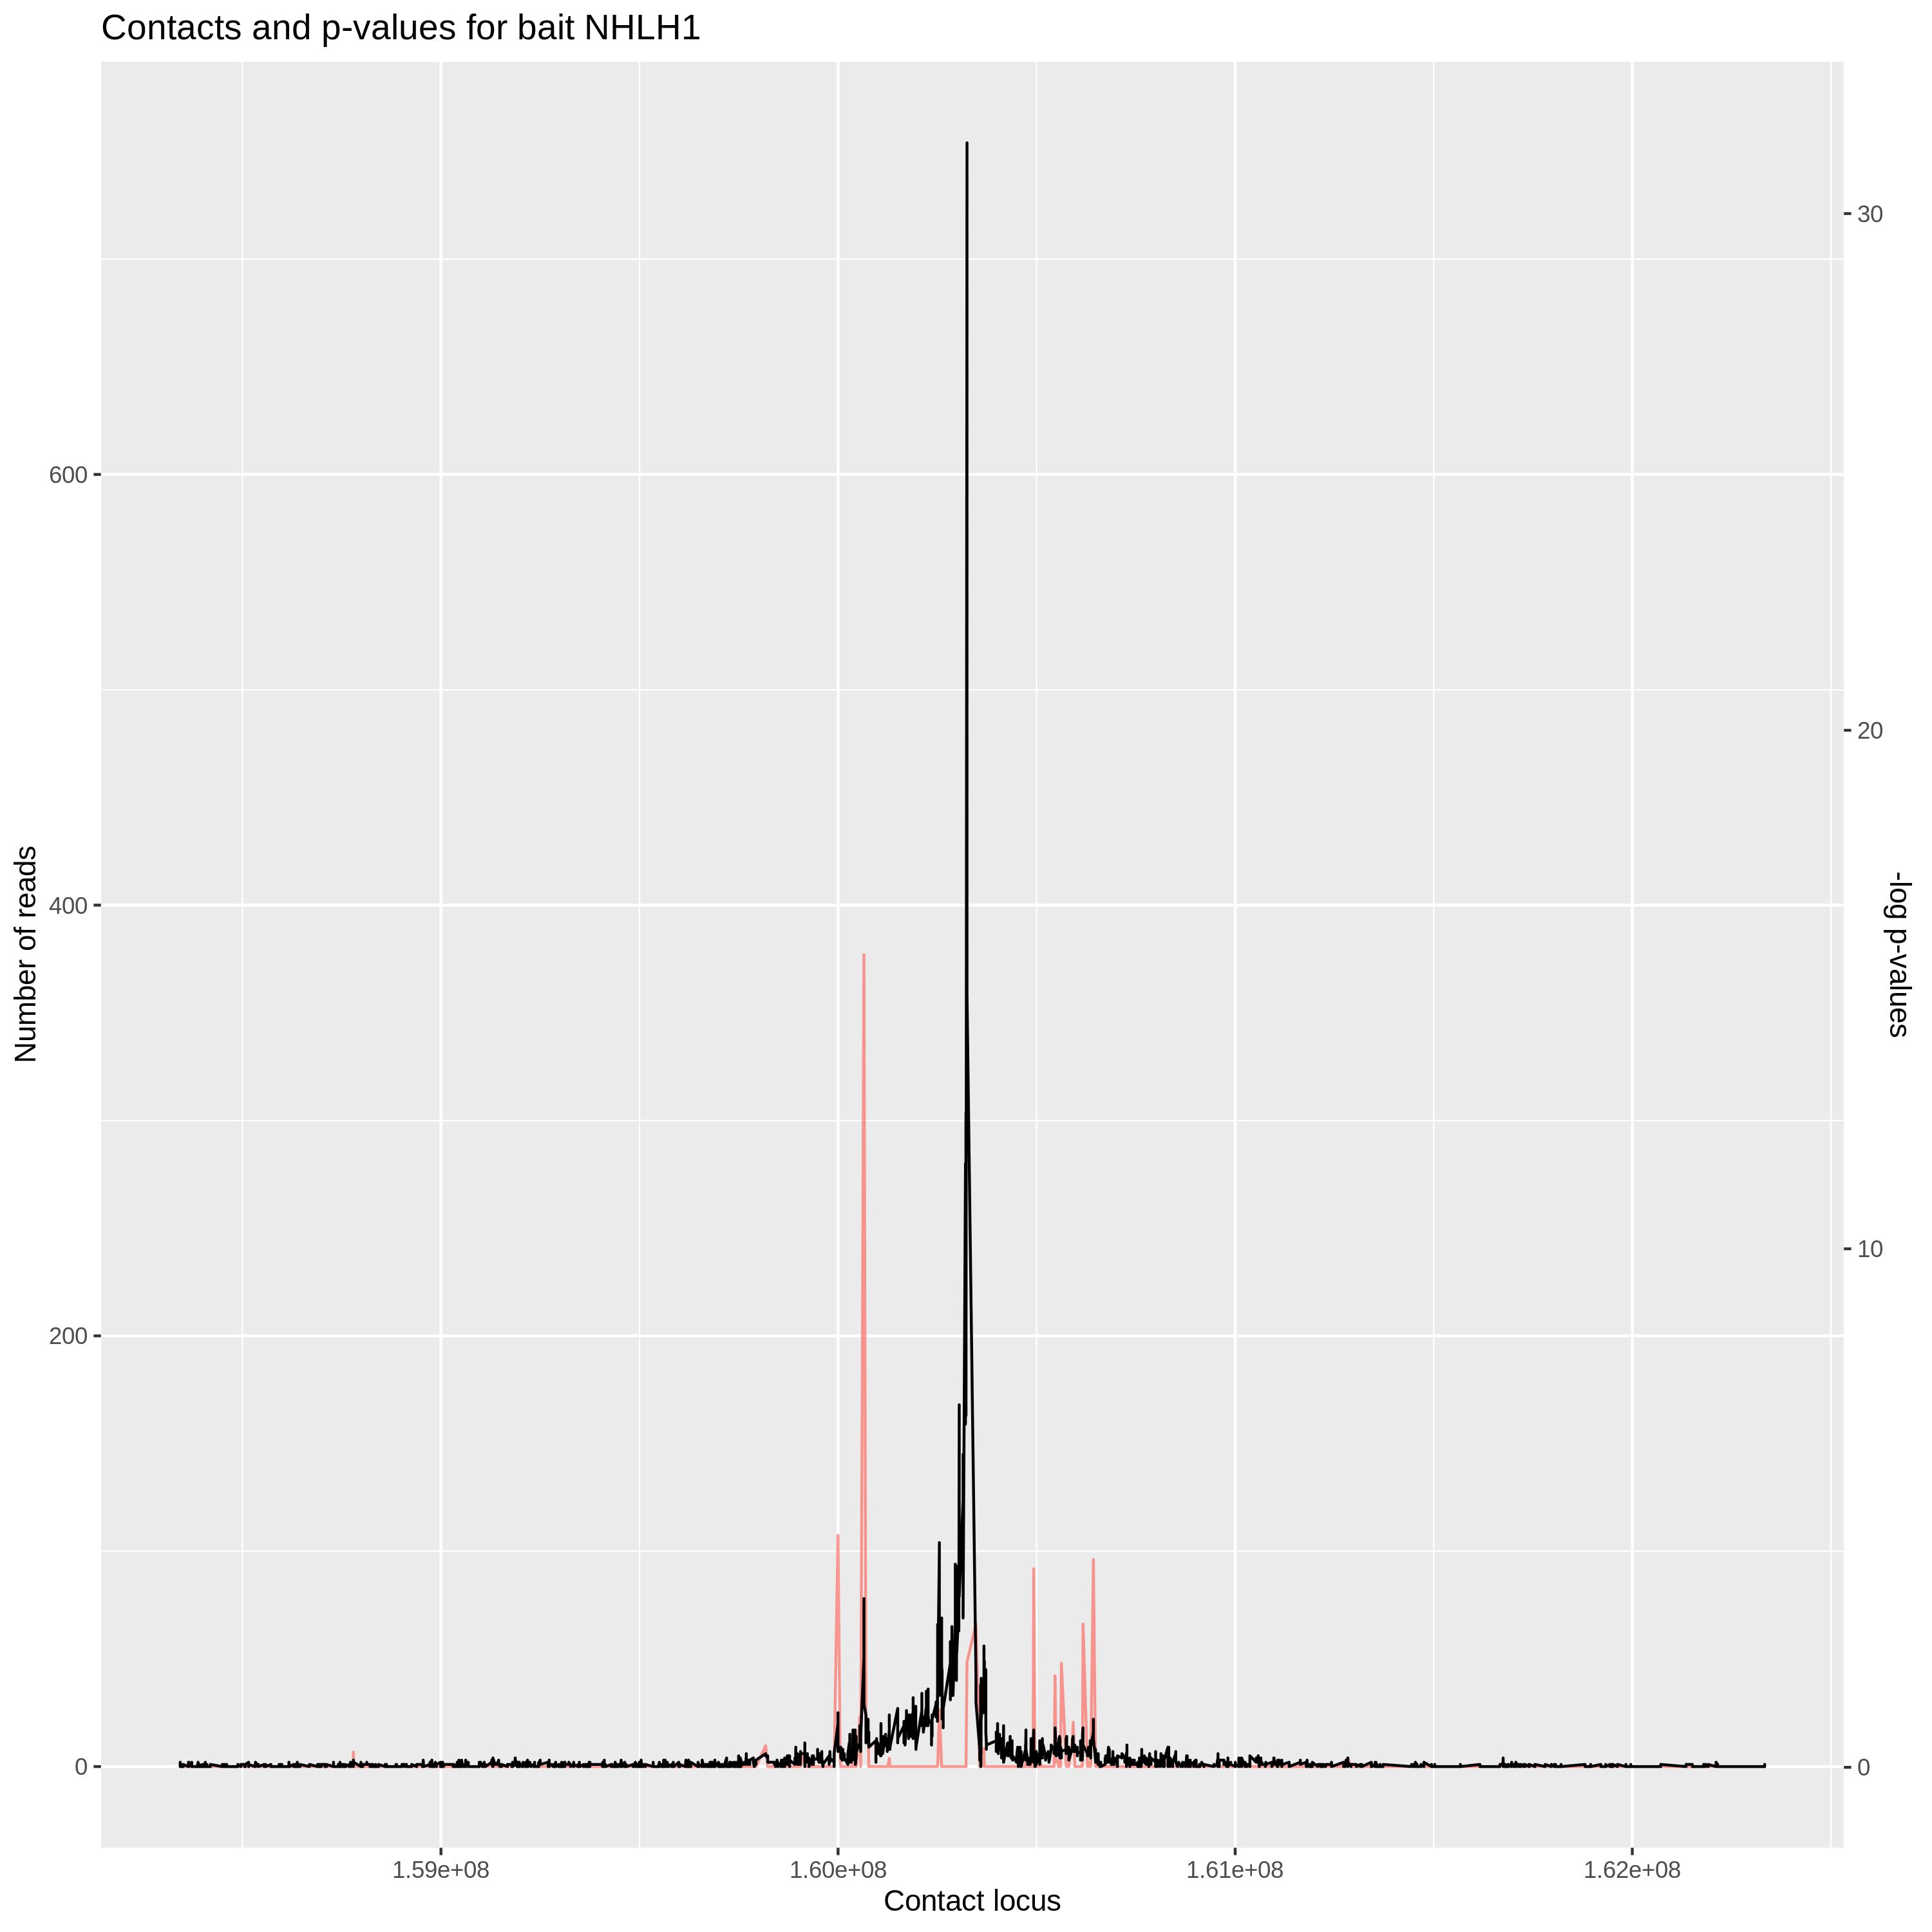 Contacts and p-values for bait NHLH1
Number of reads
600
400
200
0
30
20
10
0
-log p-values
1.59e+08
1.60e+08
1.61e+08
1.62e+08
Contact locus